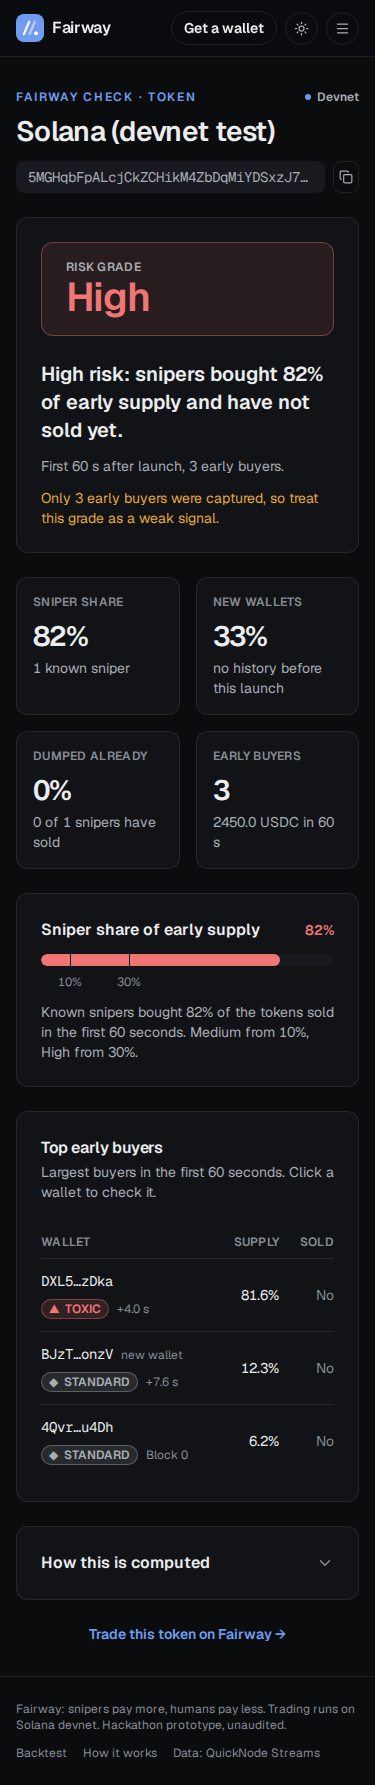 Fairway
Get a wallet
FAIRWAY CHECK · TOKEN
Devnet
Solana (devnet test)
5MGHqbFpALcjCkZCHikM4ZbDqMiYDSxzJ7…
RISK GRADE
High
High risk: snipers bought 82%
of early supply and have not
sold yet.
First 60 s after launch, 3 early buyers.
Only 3 early buyers were captured, so treat
this grade as a weak signal.
SNIPER SHARE
82%
1 known sniper
NEW WALLETS
33%
no history before
this launch
DUMPED ALREADY
0%
0 of 1 snipers have
sold
EARLY BUYERS
3
2450.0 USDC in 60
s
Sniper share of early supply 82%
10% 30%
Known snipers bought 82% of the tokens sold
in the first 60 seconds. Medium from 10%,
High from 30%.
Top early buyers
Largest buyers in the first 60 seconds. Click a
wallet to check it.
WALLET SUPPLY SOLD
DXL5…zDka
▲ TOXIC +4.0 s
81.6% No
BJzT…onzV new wallet
◆ STANDARD +7.6 s
12.3% No
4Qvr…u4Dh
◆ STANDARD Block 0
6.2% No
How this is computed
Trade this token on Fairway →
Fairway: snipers pay more, humans pay less. Trading runs on
Solana devnet. Hackathon prototype, unaudited.
Backtest How it works Data: QuickNode Streams